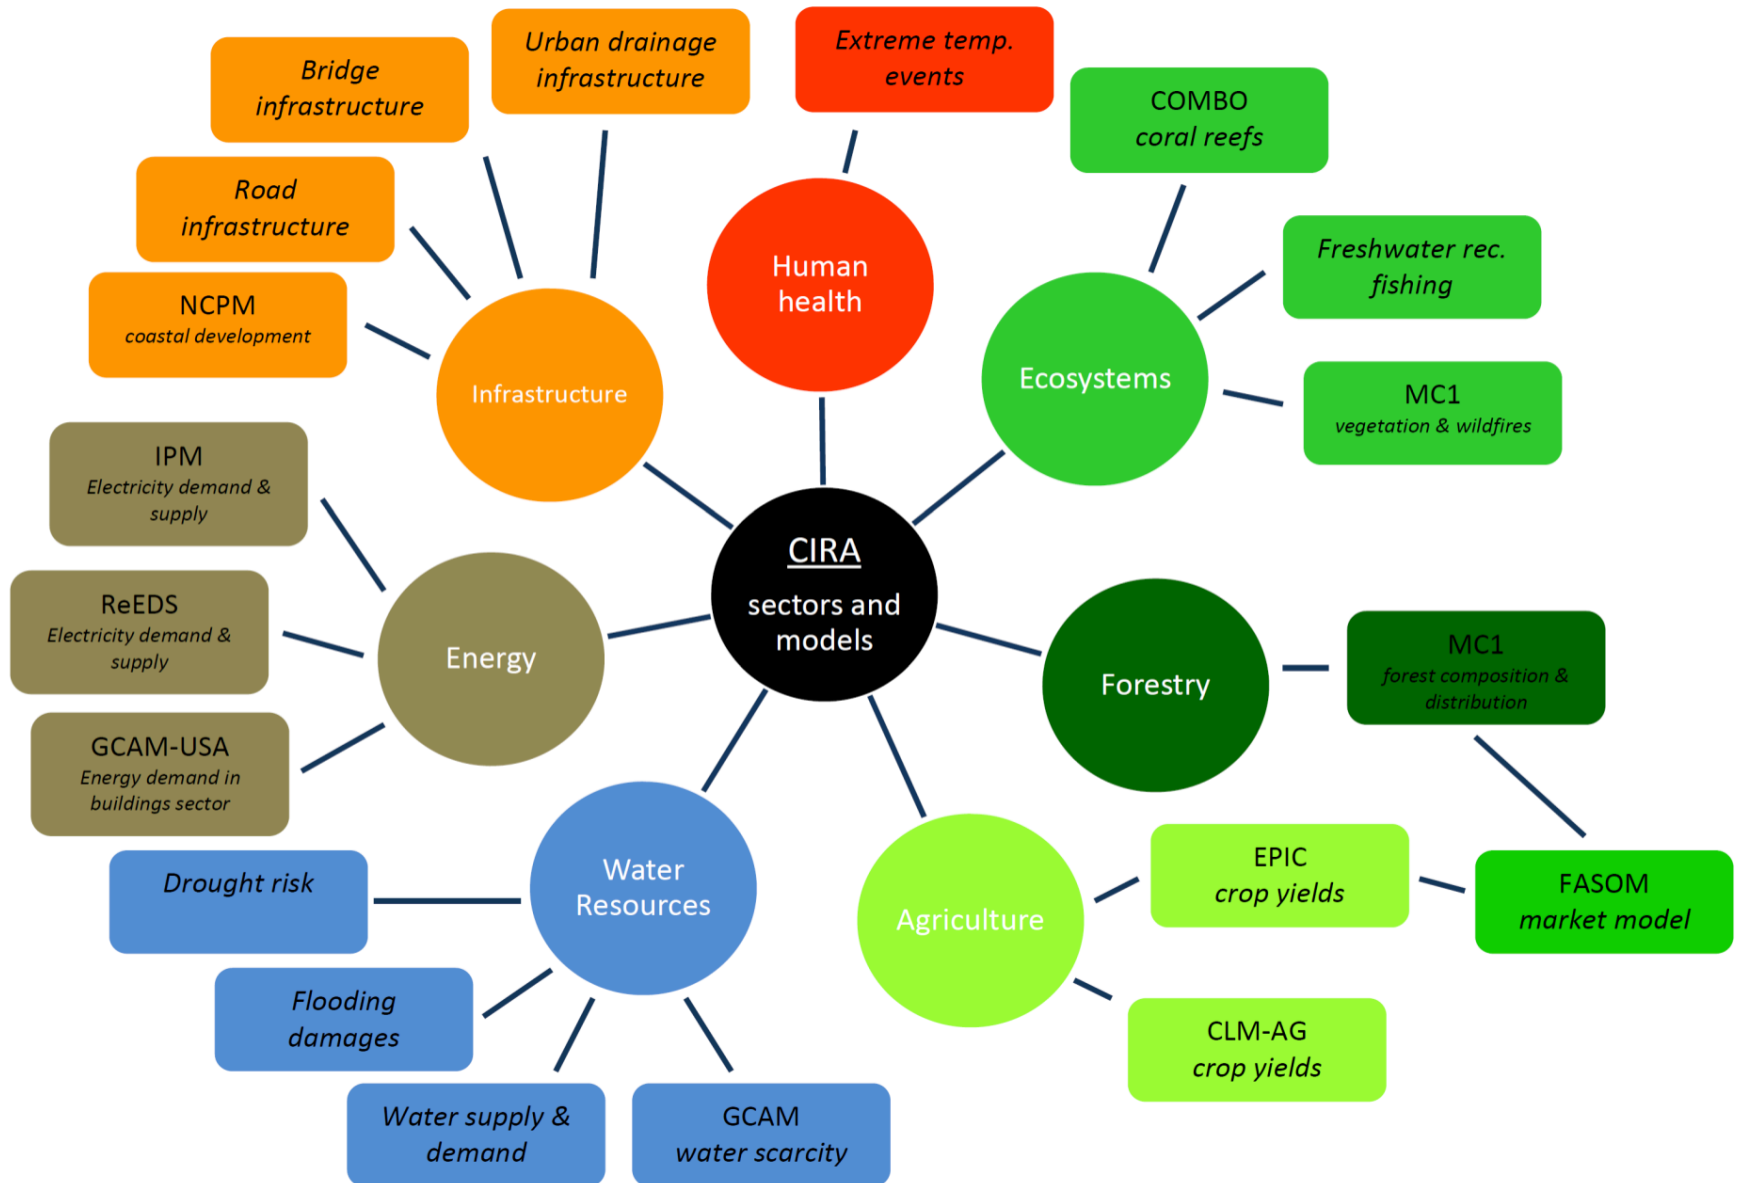 Urban drainage
infrastructure
Extreme temp.
events
Bridge
infrastructure
COMBO
coral reefs
Road
infrastructure
Freshwater rec.
fishing
Human
health
NCPM
coastal development
Infrastructure
Ecosystems
MC1
vegetation & wildfires
IPM
Electricity demand &
supply
CIRA
sectors and
models
ReEDS
Electricity demand &
supply
Energy
Forestry
MC1
forest composition &
distribution
GCAM-USA
Energy demand in
buildings sector
Drought risk
Water
Resources
Agriculture
EPIC
crop yields
FASOM
market model
Flooding
damages
CLM-AG
crop yields
Water supply &
demand
GCAM
water scarcity